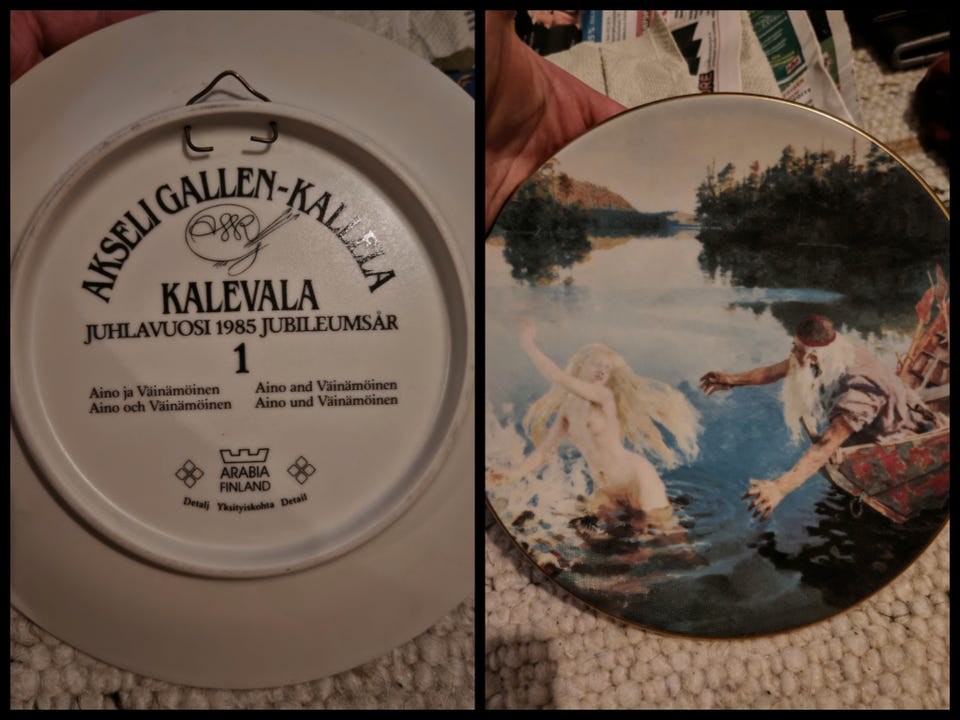 AKSELI GALLEN-KALLELA
KALEVALA
JUHLAVUOSI 1985 JUBILEUMSÅR
1
Aino ja Väinämöinen
Aino och Väinämöinen
Aino and Väinämöinen
Aino und Väinämöinen
ARABIA
FINLAND
Detalj Yksityiskohta Detail